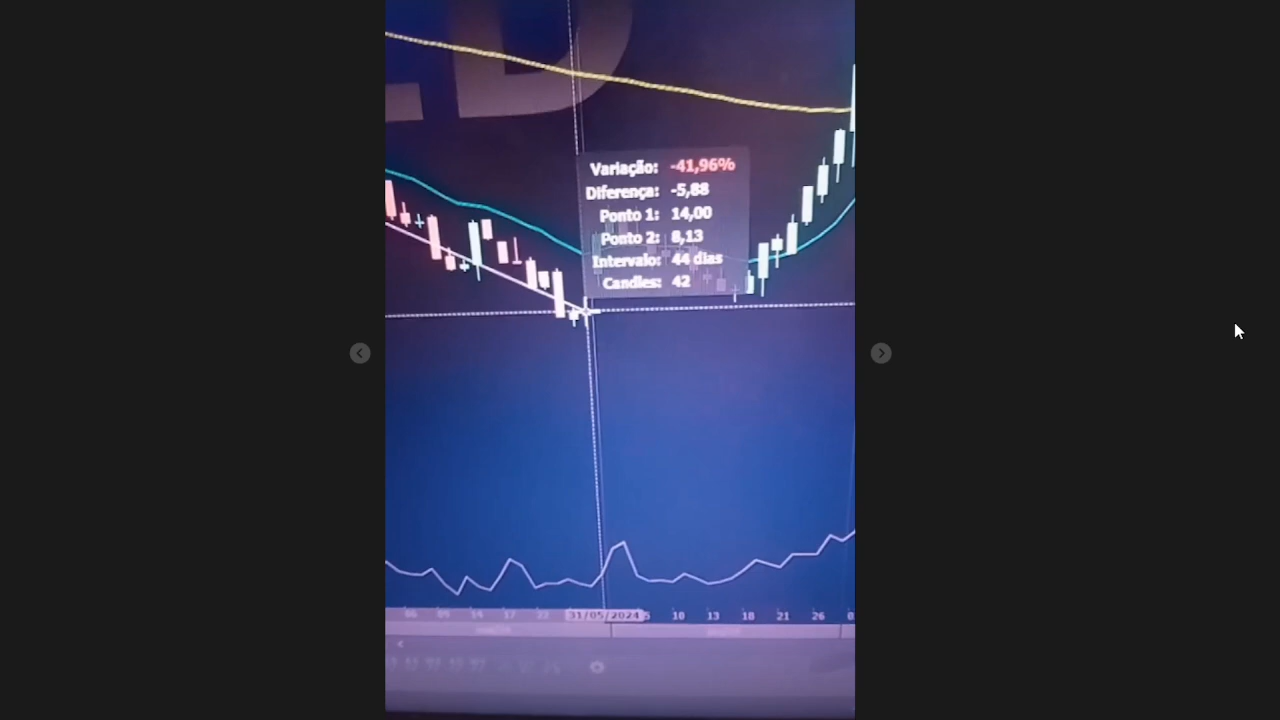 Variação: -41,96%
Diferença: -5,88
Ponto 1: 14,00
Ponto 2: 8,13
Intervalo: 44 dias
Candles: 42
31/05/2024 10 13 18 21 26